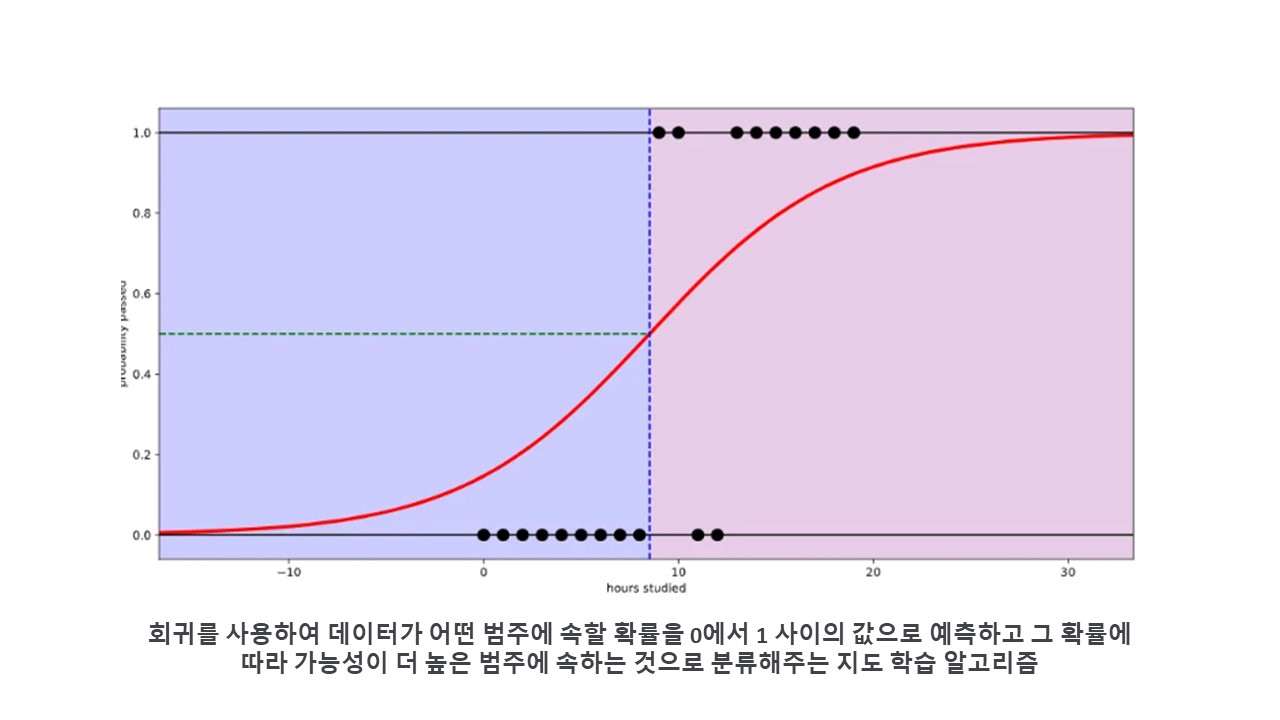 1.0
0.8
0.6
0.4
0.2
0.0
probability passed
−10
0
10
20
30
hours studied
회귀를 사용하여 데이터가 어떤 범주에 속할 확률을 0에서 1 사이의 값으로 예측하고 그 확률에
따라 가능성이 더 높은 범주에 속하는 것으로 분류해주는 지도 학습 알고리즘